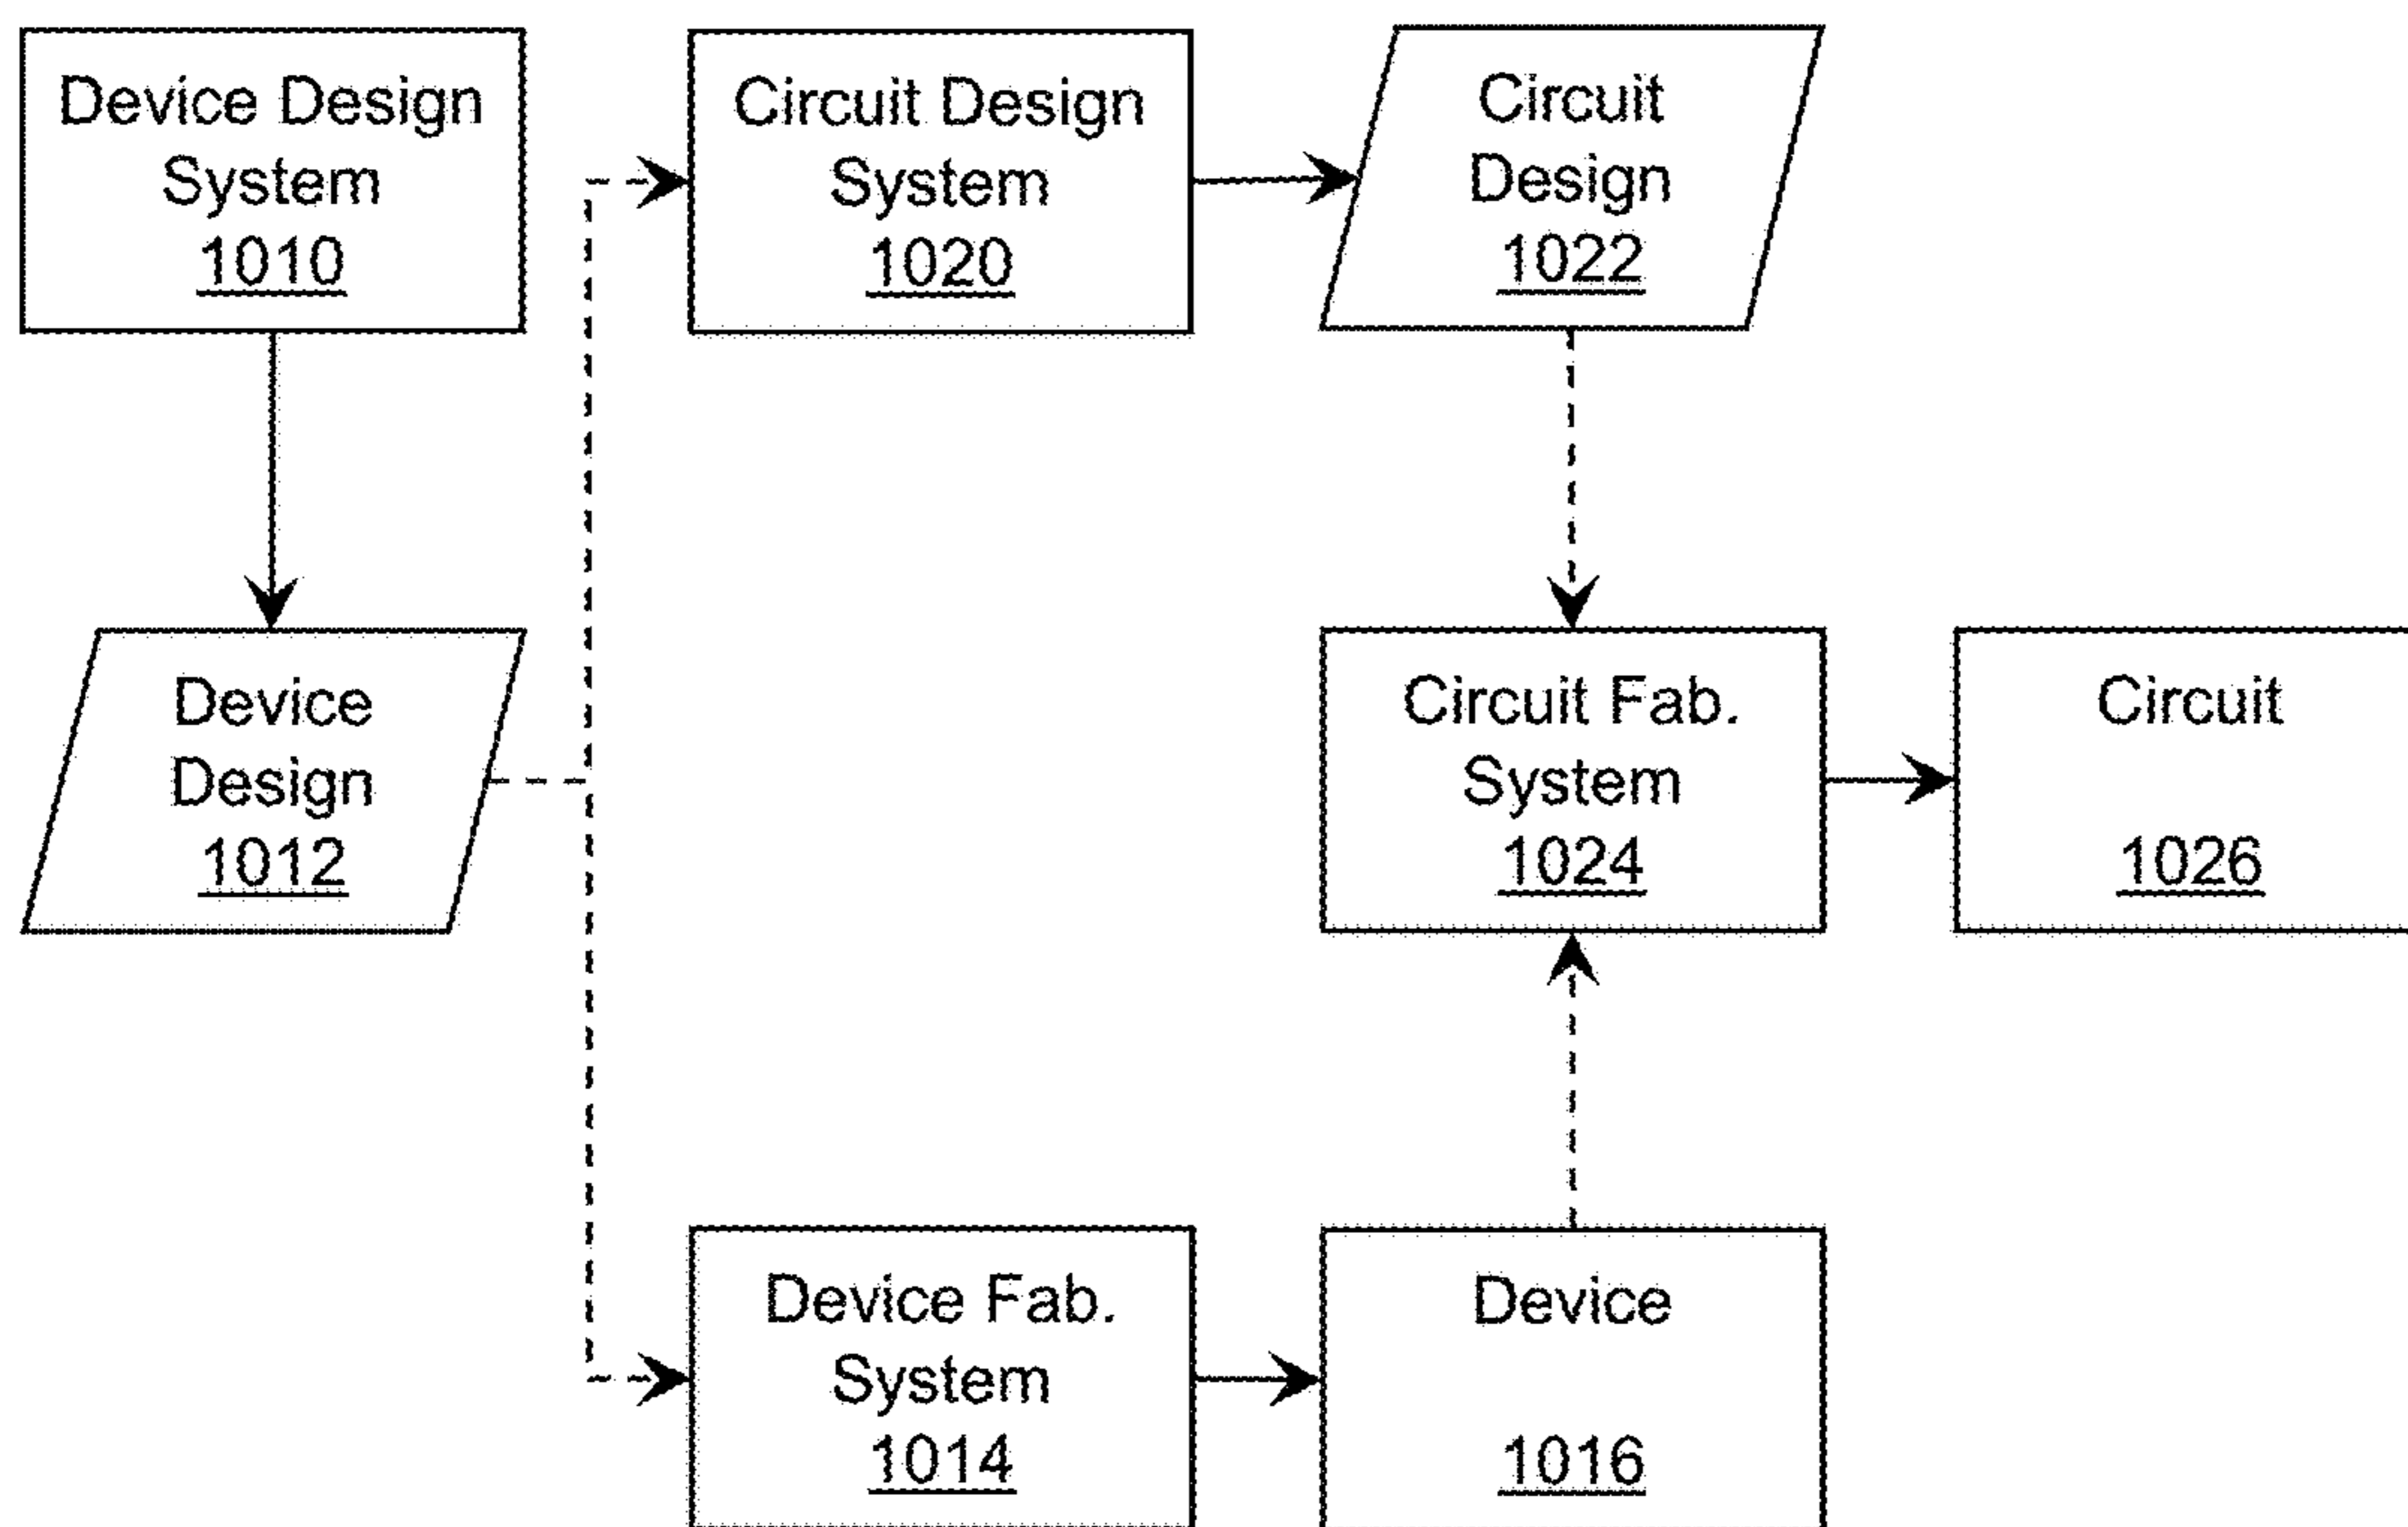 Device Design
System
1010
Circuit Design
System
1020
Circuit
Design
1022
Device
Design
1012
Circuit Fab.
System
1024
Circuit
1026
Device Fab.
System
1014
Device
1016